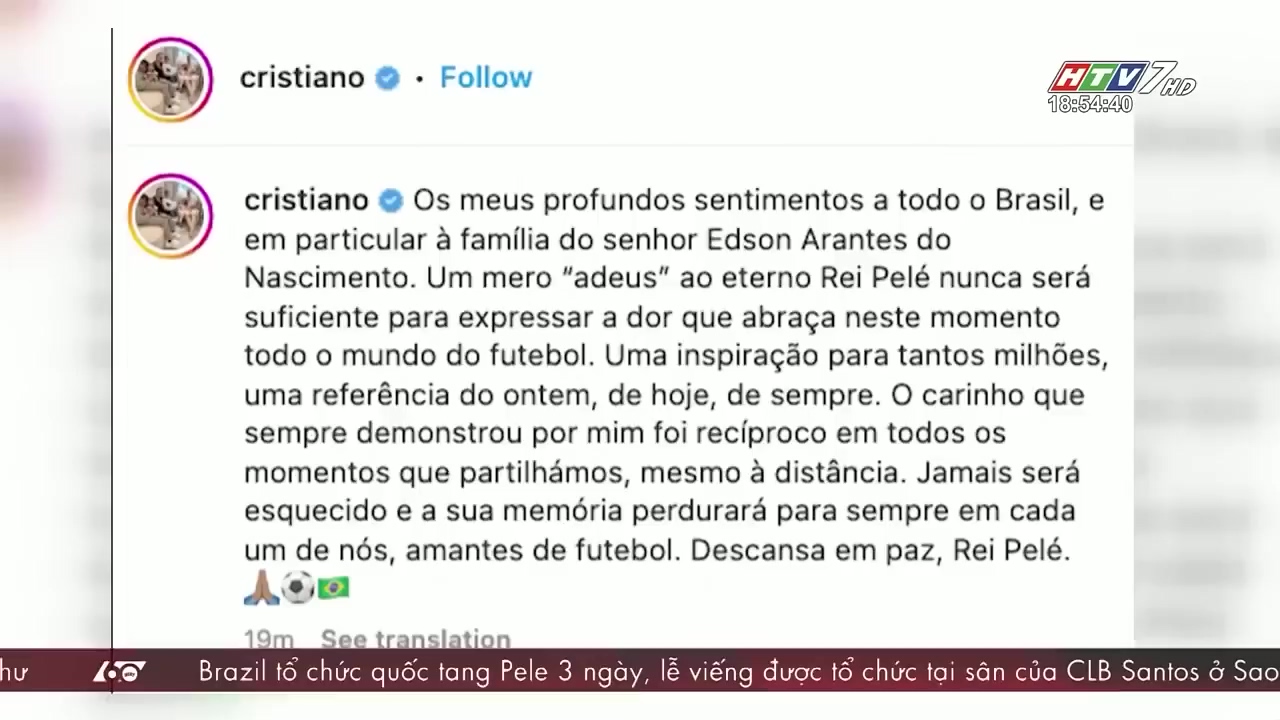 cristiano • Follow
HTV7 HD
18:54:40
cristiano Os meus profundos sentimentos a todo o Brasil, e
em particular à família do senhor Edson Arantes do
Nascimento. Um mero “adeus” ao eterno Rei Pelé nunca será
suficiente para expressar a dor que abraça neste momento
todo o mundo do futebol. Uma inspiração para tantos milhões,
uma referência do ontem, de hoje, de sempre. O carinho que
sempre demonstrou por mim foi recíproco em todos os
momentos que partilhámos, mesmo à distância. Jamais será
esquecido e a sua memória perdurará para sempre em cada
um de nós, amantes de futebol. Descansa em paz, Rei Pelé.
🙏🏽⚽🇧🇷
19m See translation
hư 60 giây Brazil tổ chức quốc tang Pele 3 ngày, lễ viếng được tổ chức tại sân của CLB Santos ở Sao